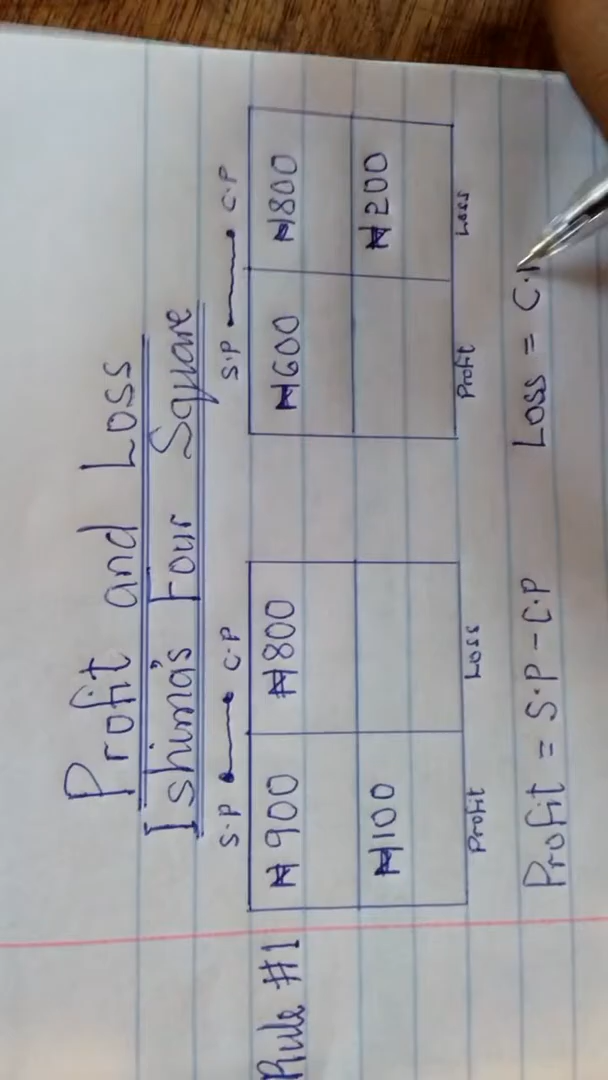 Profit and Loss
Ishima's Four Square
S.P C.P S.P C.P
Rule #1 ₦900 ₦800 ₦600 ₦800
₦100 ₦200
Profit Loss Profit Loss
Profit = S.P - C.P Loss = C.P